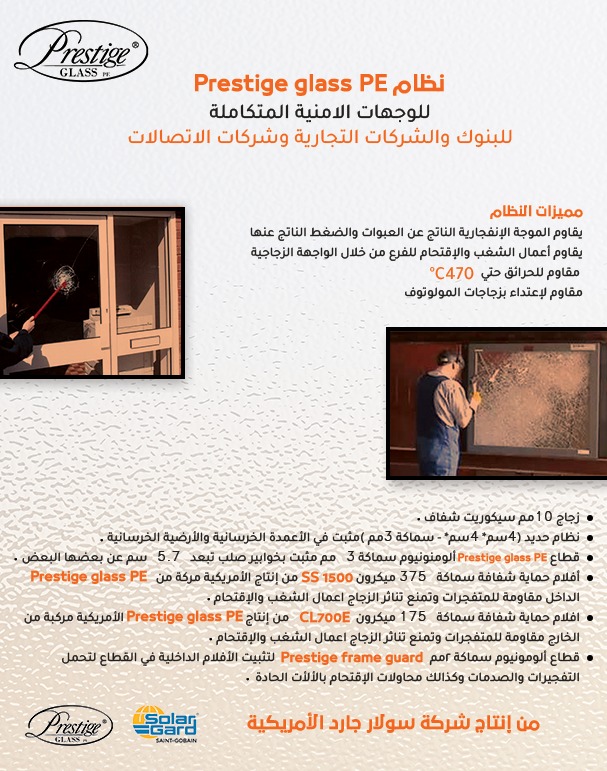 Prestige®
GLASS PE
نظام Prestige glass PE
للوجهات الامنية المتكاملة
للبنوك والشركات التجارية وشركات الاتصالات
مميزات النظام
يقاوم الموجة الإنفجارية الناتج عن العبوات والضغط الناتج عنها
يقاوم أعمال الشغب والإقتحام للفرع من خلال الواجهة الزجاجية
مقاوم للحرائق حتي C470°
مقاوم لإعتداء بزجاجات المولوتوف
• زجاج 10مم سيكوريت شفاف .
• نظام حديد (4سم* 4سم* - سماكة 3مم )مثبت في الأعمدة الخرسانية والأرضية الخرسانية .
• قطاع Prestige glass PE ألومنونيوم سماكة 3 مم مثبت بخوابير صلب تبعد 5.7 سم عن بعضها البعض .
• أفلام حماية شفافة سماكة 375 ميكرون SS 1500 من إنتاج الأمريكية مركة من Prestige glass PE
الداخل مقاومة للمتفجرات وتمنع تناثر الزجاج اعمال الشغب والإقتحام .
• افلام حماية شفافة سماكة 175 ميكرون CL700E من إنتاج Prestige glass PE الأمريكية مركبة من
الخارج مقاومة للمتفجرات وتمنع تناثر الزجاج اعمال الشغب والإقتحام .
• قطاع ألومونيوم سماكة ٢مم Prestige frame guard لتثبيت الأفلام الداخلية في القطاع لتحمل
التفجيرات والصدمات وكذالك محاولات الإقتحام بالألأت الحادة .
من إنتاج شركة سولار جارد الأمريكية
Solar Gard
SAINT-GOBAIN
Prestige®
GLASS PE